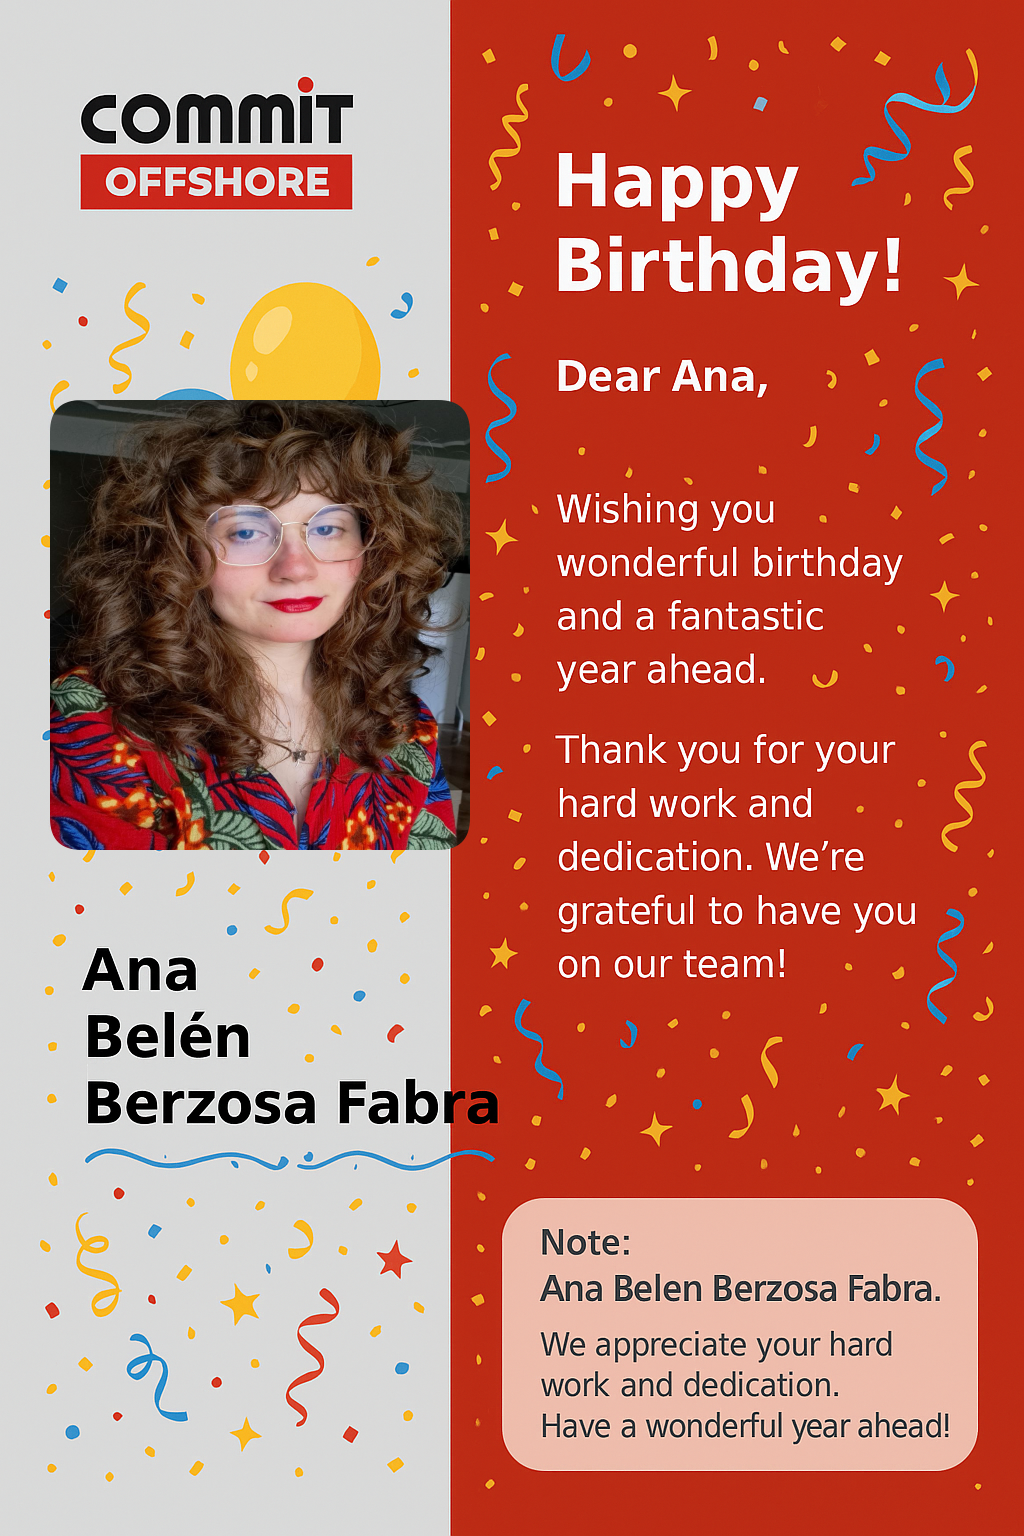 COMMIT
OFFSHORE
Happy
Birthday!
Dear Ana,
Wishing you
wonderful birthday
and a fantastic
year ahead.
Thank you for your
hard work and
dedication. We’re
grateful to have you
on our team!
Ana
Belén
Berzosa Fabra
Note:
Ana Belen Berzosa Fabra.
We appreciate your hard
work and dedication.
Have a wonderful year ahead!